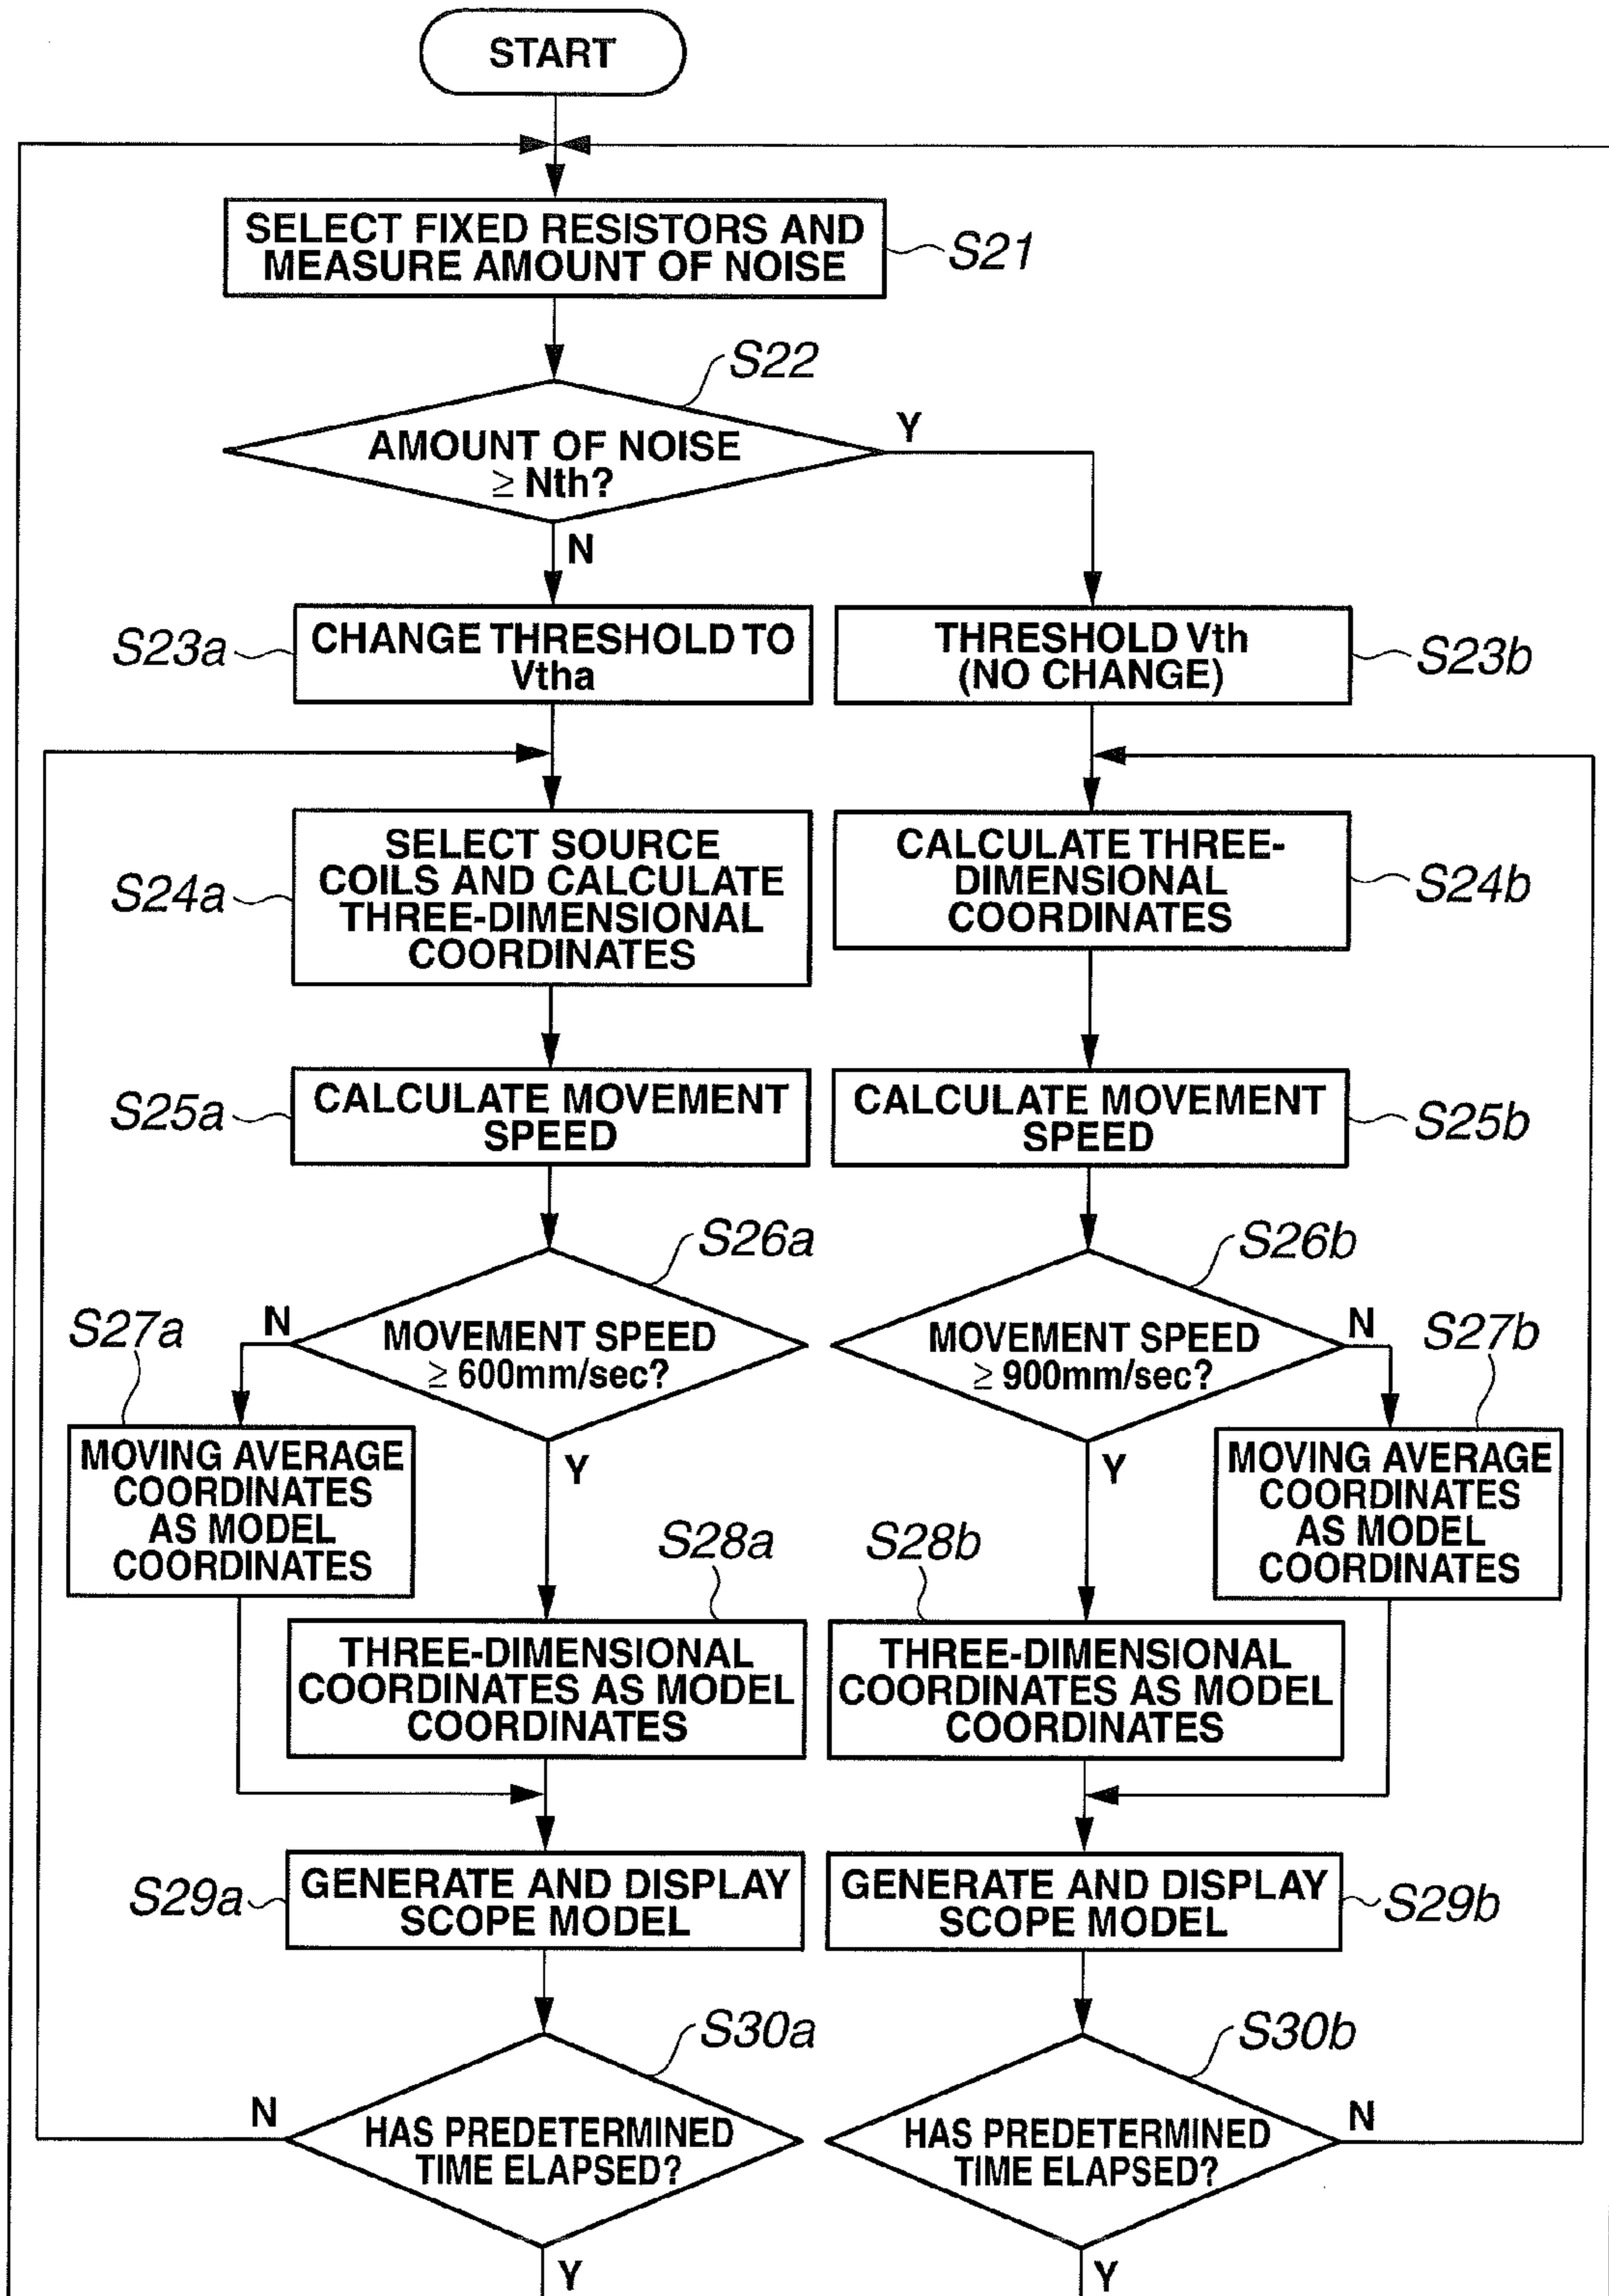 START
SELECT FIXED RESISTORS AND
MEASURE AMOUNT OF NOISE
S21
S22
AMOUNT OF NOISE
≥ Nth?
Y
N
S23a
CHANGE THRESHOLD TO
Vtha
THRESHOLD Vth
(NO CHANGE)
S23b
S24a
SELECT SOURCE
COILS AND CALCULATE
THREE-DIMENSIONAL
COORDINATES
CALCULATE THREE-
DIMENSIONAL
COORDINATES
S24b
S25a
CALCULATE MOVEMENT
SPEED
CALCULATE MOVEMENT
SPEED
S25b
S26a
MOVEMENT SPEED
≥ 600mm/sec?
N
Y
S26b
MOVEMENT SPEED
≥ 900mm/sec?
N
Y
S27a
MOVING AVERAGE
COORDINATES
AS MODEL
COORDINATES
S27b
MOVING AVERAGE
COORDINATES
AS MODEL
COORDINATES
S28a
THREE-DIMENSIONAL
COORDINATES AS MODEL
COORDINATES
S28b
THREE-DIMENSIONAL
COORDINATES AS MODEL
COORDINATES
S29a
GENERATE AND DISPLAY
SCOPE MODEL
GENERATE AND DISPLAY
SCOPE MODEL
S29b
S30a
N
HAS PREDETERMINED
TIME ELAPSED?
Y
S30b
HAS PREDETERMINED
TIME ELAPSED?
N
Y